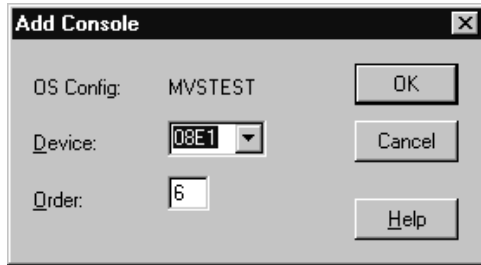 Add Console
OS Config: MVSTEST
OK
Device: 08E1
Cancel
Order: 6
Help